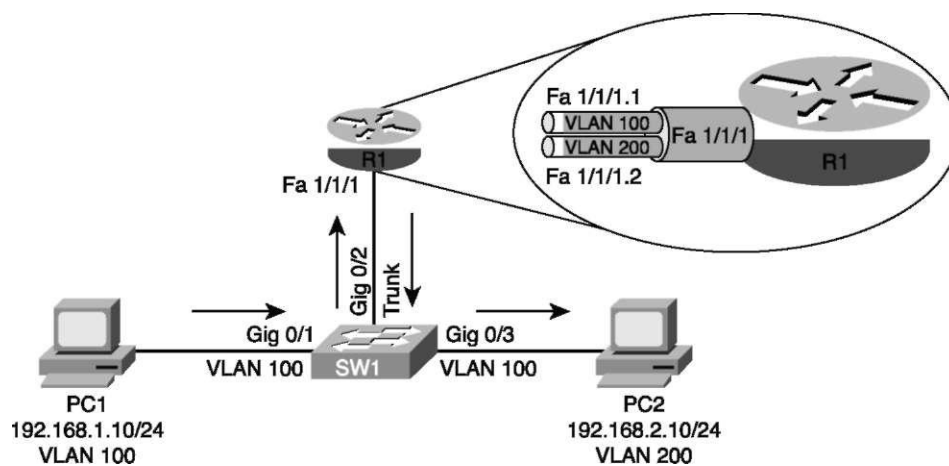 Fa 1/1/1.1
VLAN 100
VLAN 200
Fa 1/1/1
R1
Fa 1/1/1.2
R1
Fa 1/1/1
Gig 0/2
Trunk
Gig 0/1
Gig 0/3
VLAN 100
SW1
VLAN 100
PC1
192.168.1.10/24
VLAN 100
PC2
192.168.2.10/24
VLAN 200